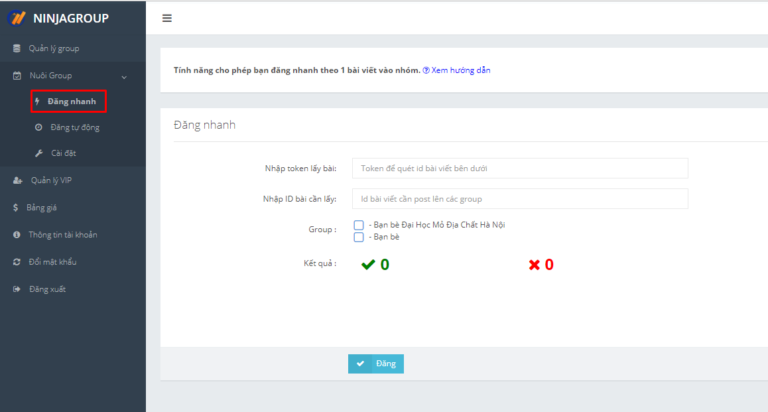 NINJAGROUP
Quản lý group
Nuôi Group
Đăng nhanh
Đăng tự động
Cài đặt
Quản lý VIP
Bảng giá
Thông tin tài khoản
Đổi mật khẩu
Đăng xuất
Tính năng cho phép bạn đăng nhanh theo 1 bài viết vào nhóm. Xem hướng dẫn
Đăng nhanh
Nhập token lấy bài: Token để quét id bài viết bên dưới
Nhập ID bài cần lấy: Id bài viết cần post lên các group
Group : - Bạn bè Đại Học Mỏ Địa Chất Hà Nội
- Bạn bè
Kết quả : 0 0
Đăng